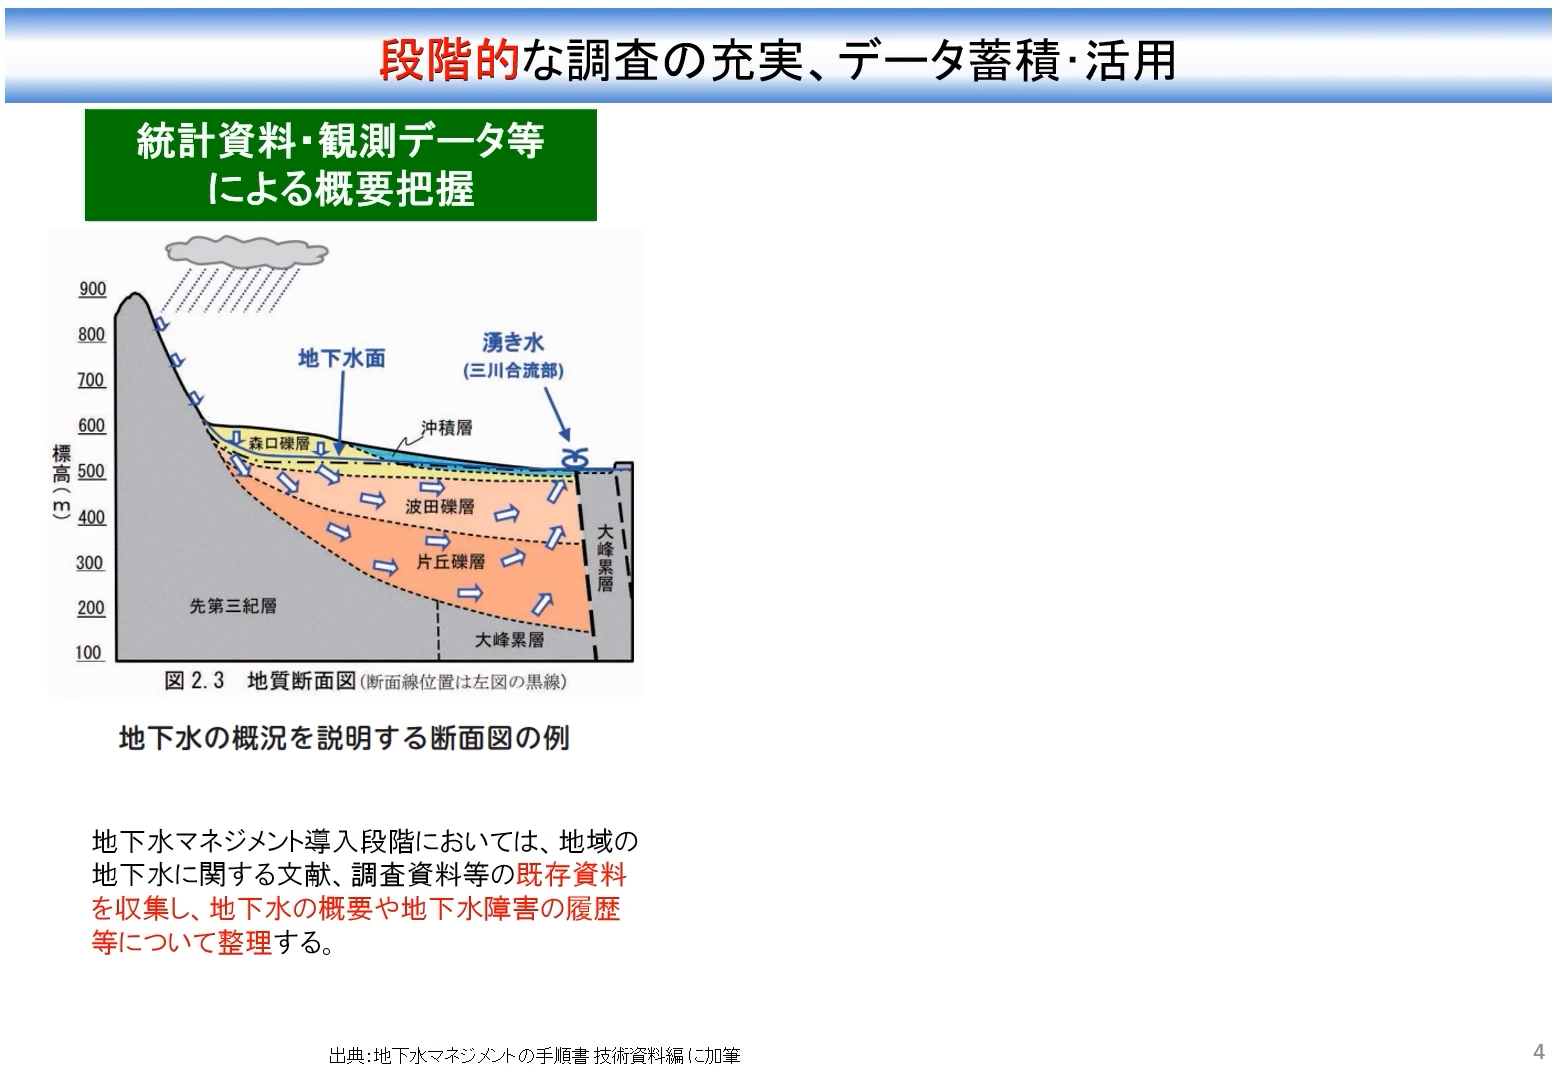 段階的な調査の充実、データ蓄積・活用
統計資料・観測データ等
による概要把握
900
800
700
600
500
400
300
200
100
標高(m)
地下水面
湧き水
(三川合流部)
沖積層
森口礫層
波田礫層
片丘礫層
大峰累層
先第三紀層
大峰累層
図2.3 地質断面図(断面線位置は左図の黒線)
地下水の概況を説明する断面図の例
地下水マネジメント導入段階においては、地域の
地下水に関する文献、調査資料等の既存資料
を収集し、地下水の概要や地下水障害の履歴
等について整理する。
出典:地下水マネジメントの手順書 技術資料編 に加筆
4